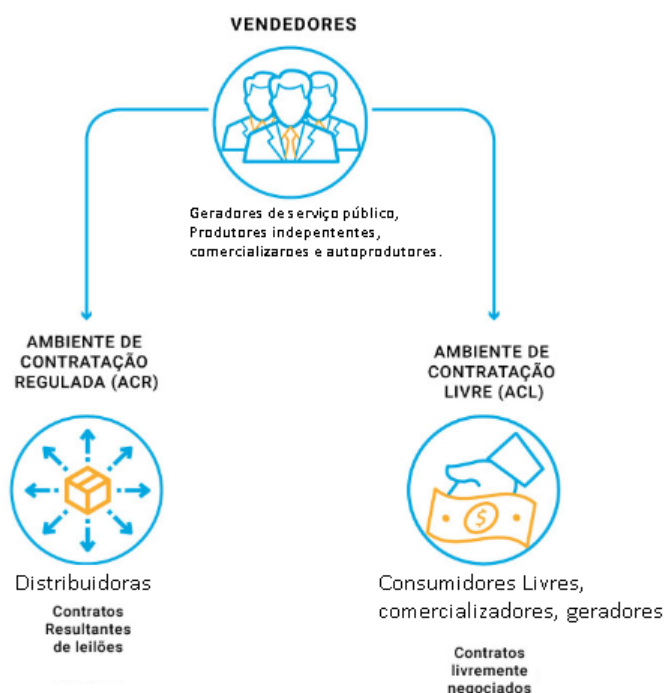 VENDEDORES
Geradores de serviço público,
Produtores indepententes,
comercializaroes e autoprodutores.
AMBIENTE DE
CONTRATAÇÃO
REGULADA (ACR)
Distribuidoras
Contratos
Resultantes
de leilões
AMBIENTE DE
CONTRATAÇÃO
LIVRE (ACL)
$
Consumidores Livres,
comercializadores, geradores
Contratos
livremente
negociados